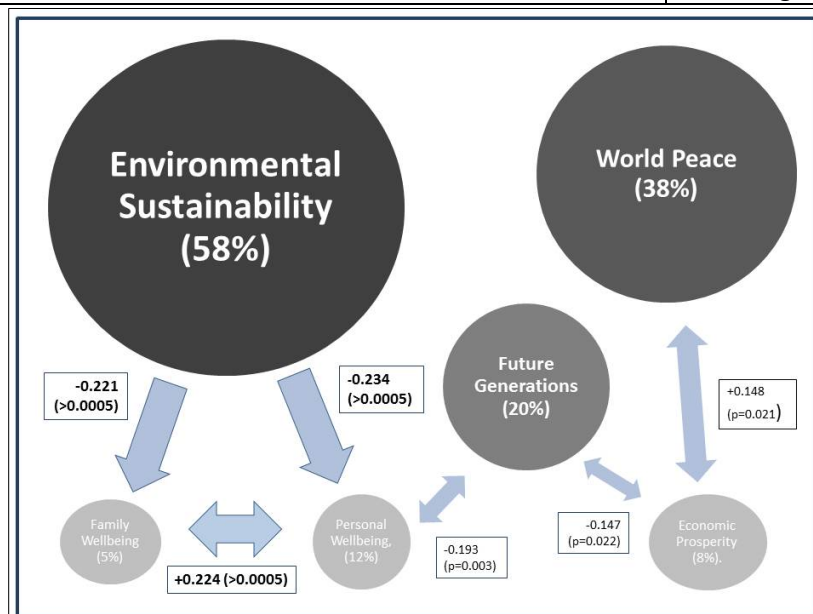 Environmental
Sustainability
(58%)
World Peace
(38%)
Future
Generations
(20%)
-0.221
(>0.0005)
-0.234
(>0.0005)
+0.148
(p=0.021)
Family
Wellbeing
(5%)
Personal
Wellbeing,
(12%)
-0.193
(p=0.003)
-0.147
(p=0.022)
Economic
Prosperity
(8%).
+0.224 (>0.0005)